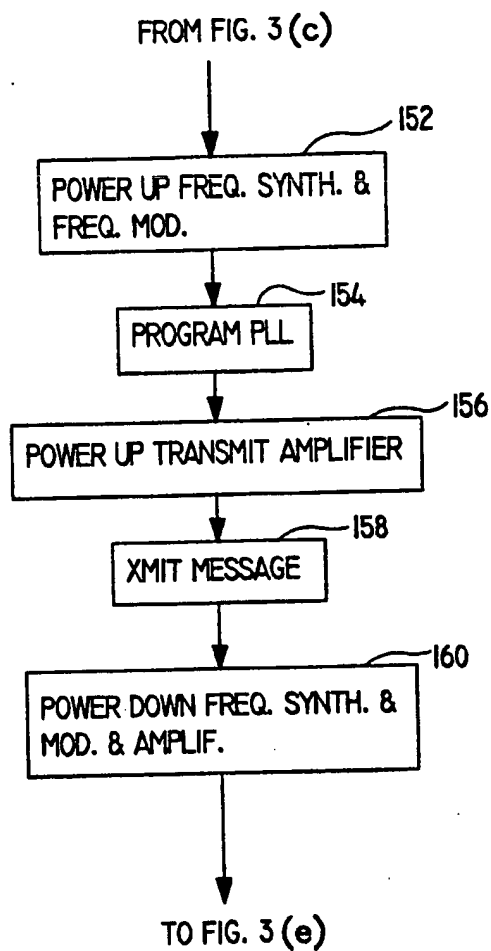 FROM FIG. 3 (c)
152
POWER UP FREQ. SYNTH. &
FREQ. MOD.
154
PROGRAM PLL
156
POWER UP TRANSMIT AMPLIFIER
158
XMIT MESSAGE
160
POWER DOWN FREQ. SYNTH. &
MOD. & AMPLIF.
TO FIG. 3 (e)